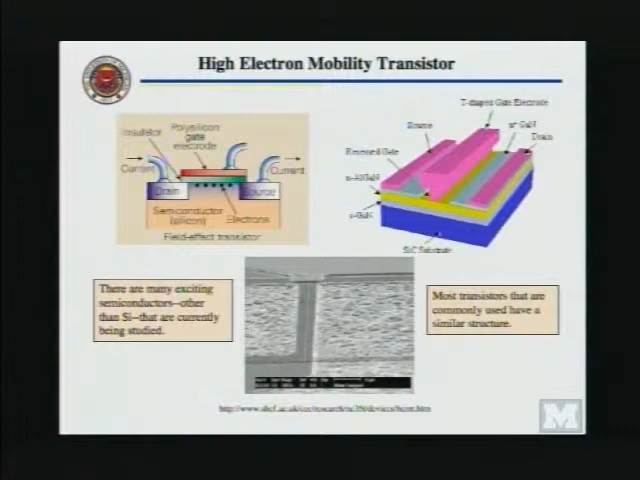 High Electron Mobility Transistor
Insulator
Polysilicon
gate
electrode
Current
Current
Drain
Source
Semiconductor
(silicon)
Electrons
Field-effect transistor
T-shaped Gate Electrode
Source
n+ GaN
Drain
Recessed Gate
n-AlGaN
i-GaN
SiC Substrate
There are many exciting
semiconductors--other
than Si--that are currently
being studied.
Most transistors that are
commonly used have a
similar structure.
M